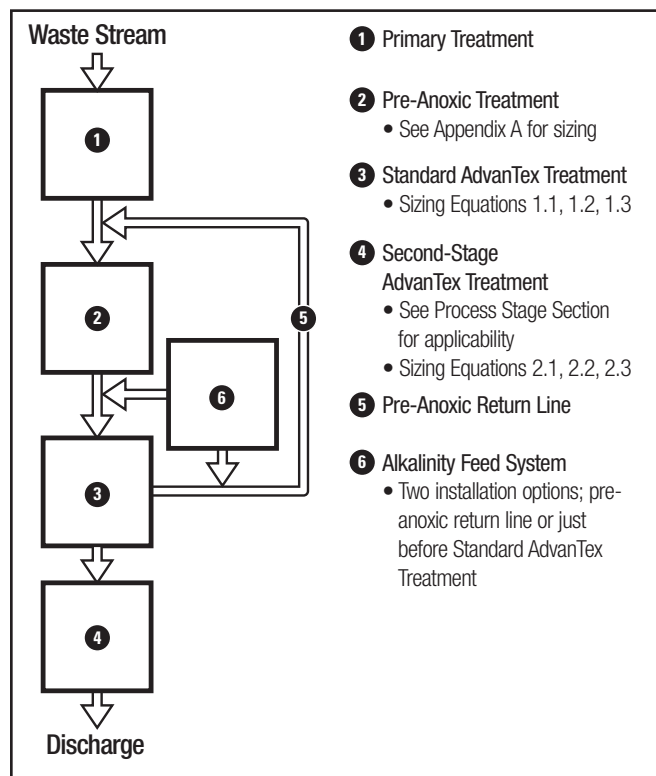 Waste Stream
1
2
3
4
5
6
Discharge
1 Primary Treatment
2 Pre-Anoxic Treatment
• See Appendix A for sizing
3 Standard AdvanTex Treatment
• Sizing Equations 1.1, 1.2, 1.3
4 Second-Stage
AdvanTex Treatment
• See Process Stage Section
for applicability
• Sizing Equations 2.1, 2.2, 2.3
5 Pre-Anoxic Return Line
6 Alkalinity Feed System
• Two installation options; pre-
anoxic return line or just
before Standard AdvanTex
Treatment